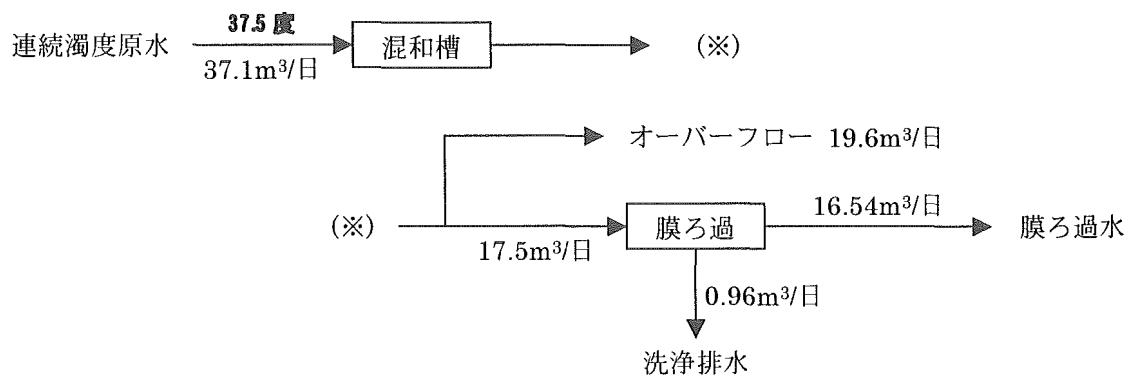 37.5 度
連続濁度原水 混和槽 (※)
37.1m³/日
オーバーフロー 19.6m³/日
16.54m³/日
(※) 膜ろ過 膜ろ過水
17.5m³/日
0.96m³/日
洗浄排水